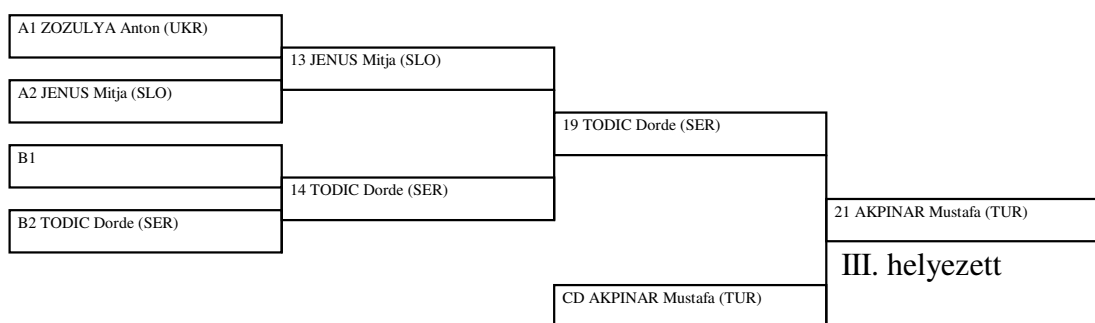 A1 ZOZULYA Anton (UKR)
13 JENUS Mitja (SLO)
A2 JENUS Mitja (SLO)
19 TODIC Dorde (SER)
B1
14 TODIC Dorde (SER)
B2 TODIC Dorde (SER)
21 AKPINAR Mustafa (TUR)
III. helyezett
CD AKPINAR Mustafa (TUR)